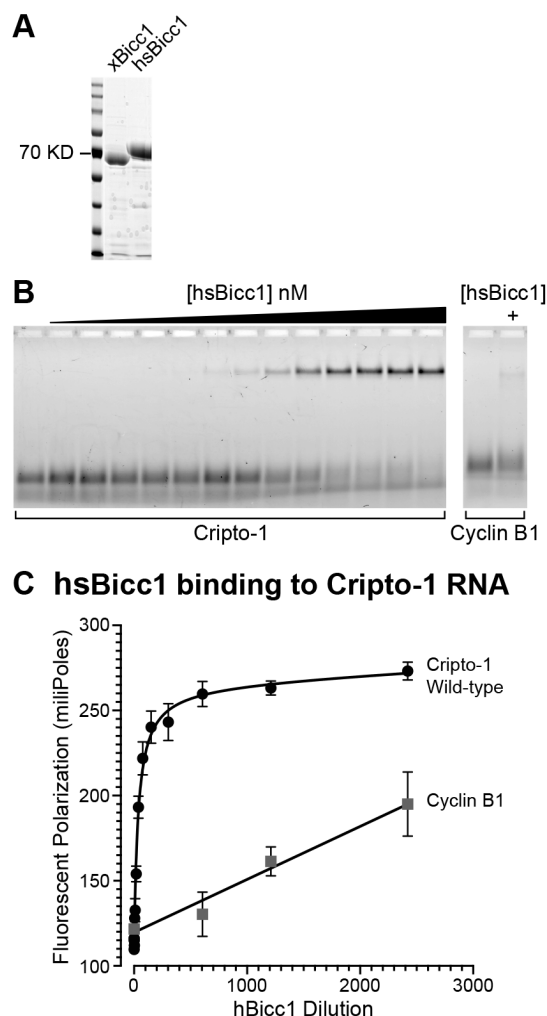 A
xBicc1
hsBicc1
70 KD
B
[hsBicc1] nM
[hsBicc1]
+
Cripto-1
Cyclin B1
C hsBicc1 binding to Cripto-1 RNA
Fluorescent Polarization (miliPoles)
300
250
200
150
100
Cripto-1
Wild-type
Cyclin B1
0
1000
2000
3000
hBicc1 Dilution